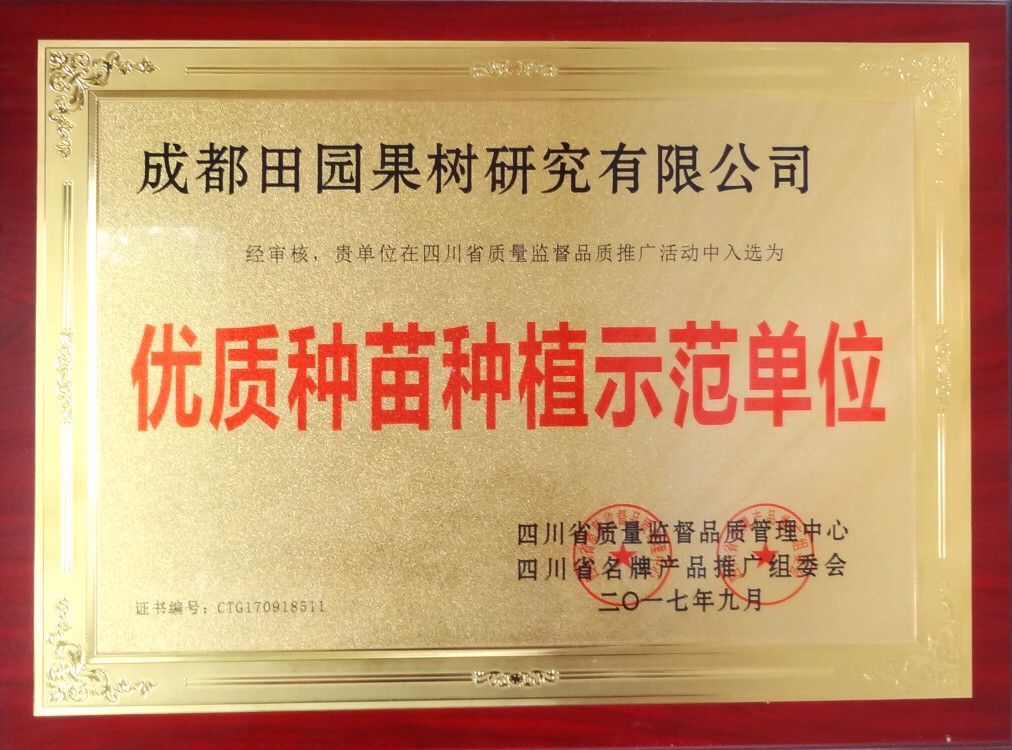 成都田园果树研究有限公司
经审核，贵单位在四川省质量监督品质推广活动中入选为
优质种苗种植示范单位
四川省质量监督品质管理中心
四川省名牌产品推广组委会
二〇一七年九月
证书编号：CTG170918511